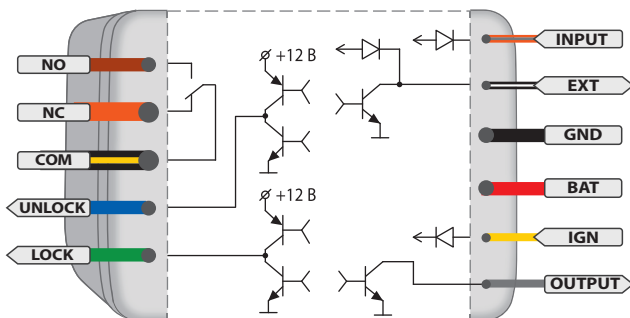 NO
NC
COM
UNLOCK
LOCK
+12 В
+12 В
INPUT
EXT
GND
BAT
IGN
OUTPUT